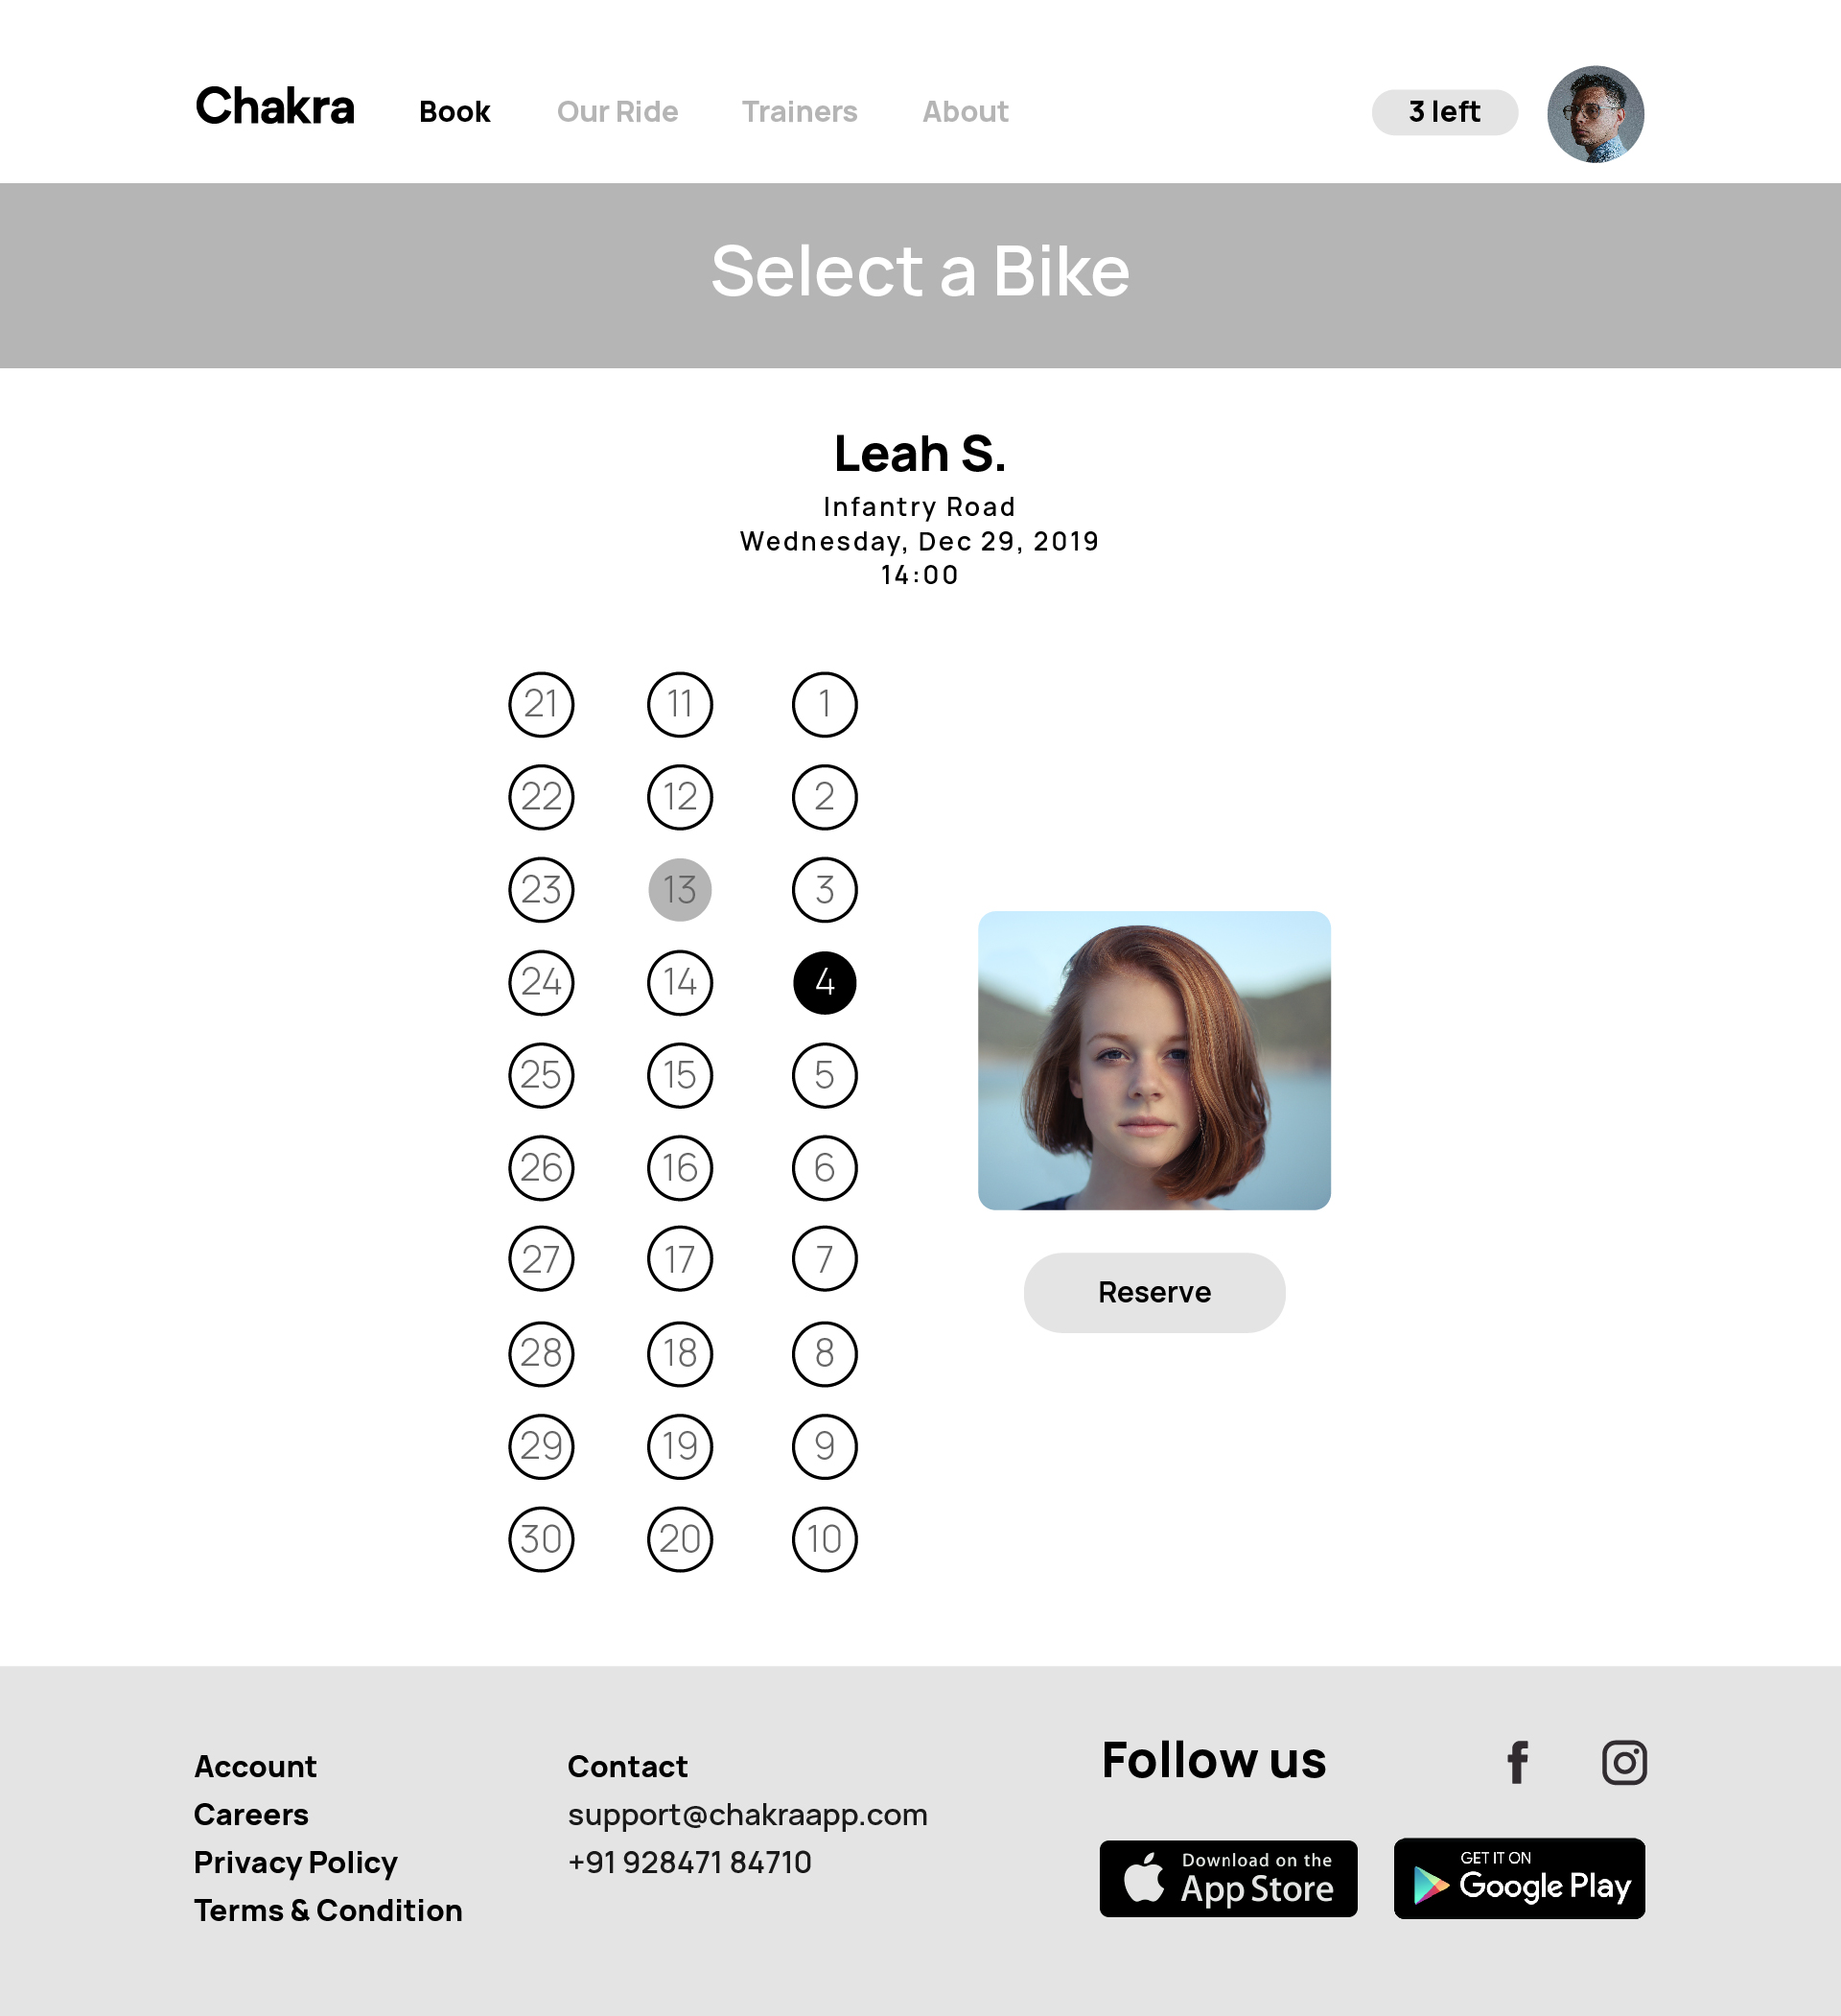 Chakra Book Our Ride Trainers About 3 left
Select a Bike
Leah S.
Infantry Road
Wednesday, Dec 29, 2019
14:00
21 11 1
22 12 2
23 13 3
24 14 4
25 15 5
26 16 6
27 17 7
28 18 8
29 19 9
30 20 10
Reserve
Account
Careers
Privacy Policy
Terms & Condition
Contact
support@chakraapp.com
+91 928471 84710
Follow us
Download on the
App Store
GET IT ON
Google Play